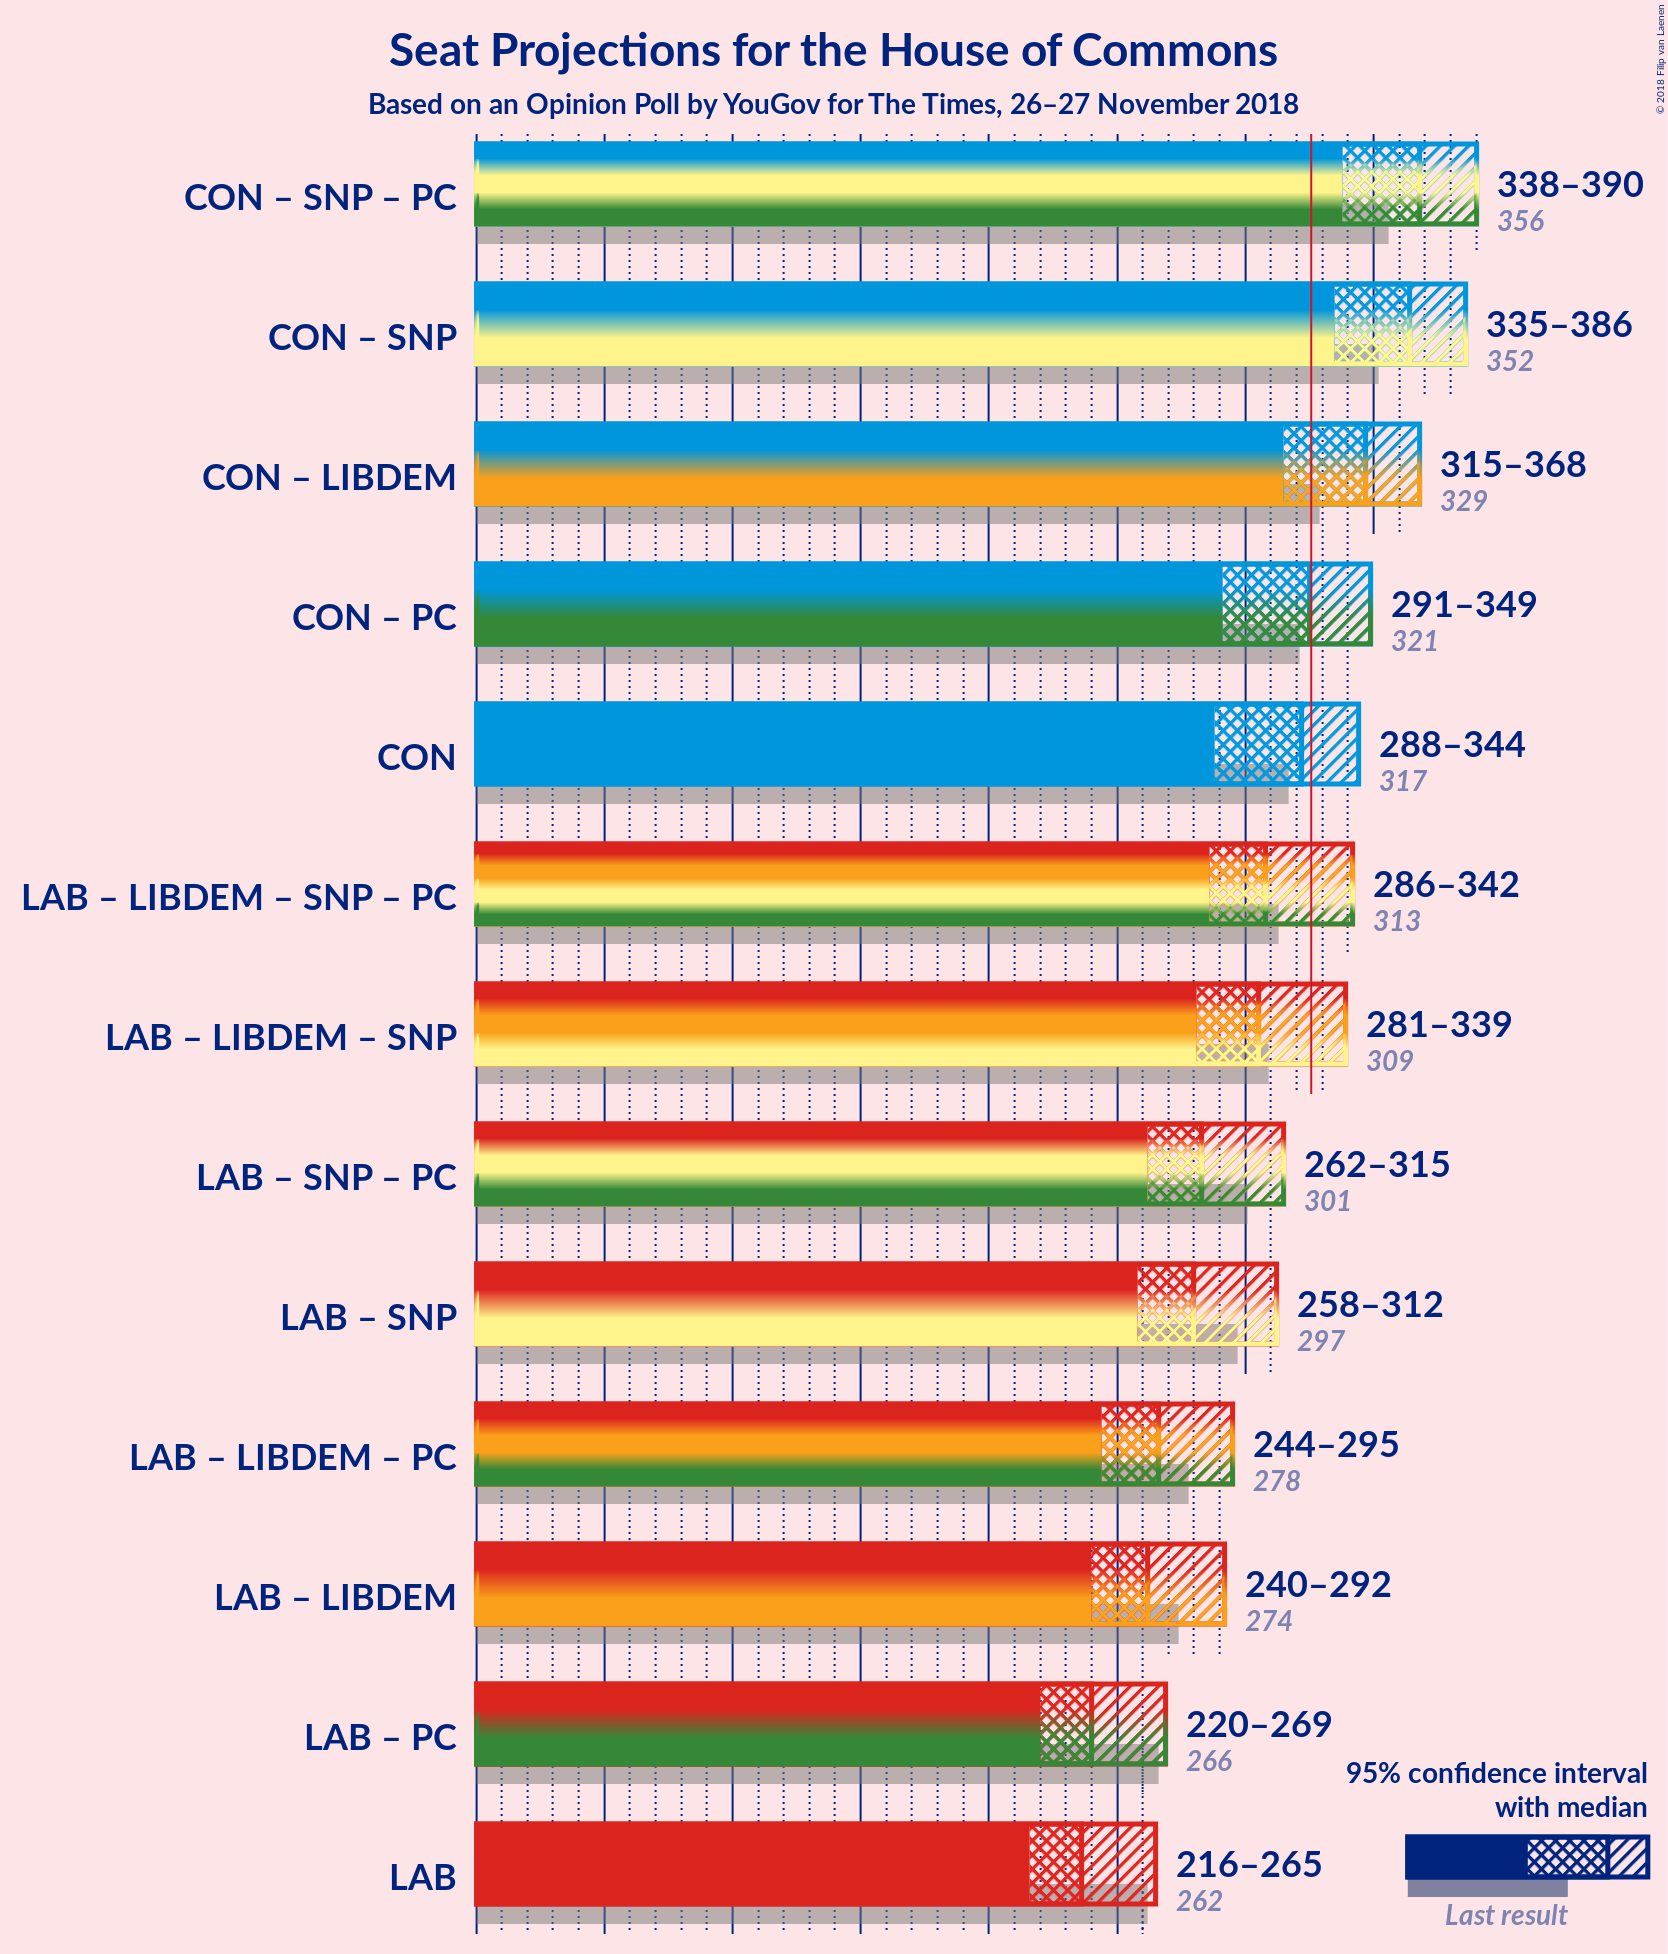 Seat Projections for the House of Commons
Based on an Opinion Poll by YouGov for The Times, 26–27 November 2018
© 2018 Filip van Laenen
CON – SNP – PC
338–390
356
CON – SNP
335–386
352
CON – LIBDEM
315–368
329
CON – PC
291–349
321
CON
288–344
317
LAB – LIBDEM – SNP – PC
286–342
313
LAB – LIBDEM – SNP
281–339
309
LAB – SNP – PC
262–315
301
LAB – SNP
258–312
297
LAB – LIBDEM – PC
244–295
278
LAB – LIBDEM
240–292
274
LAB – PC
220–269
266
LAB
216–265
262
95% confidence interval
with median
Last result